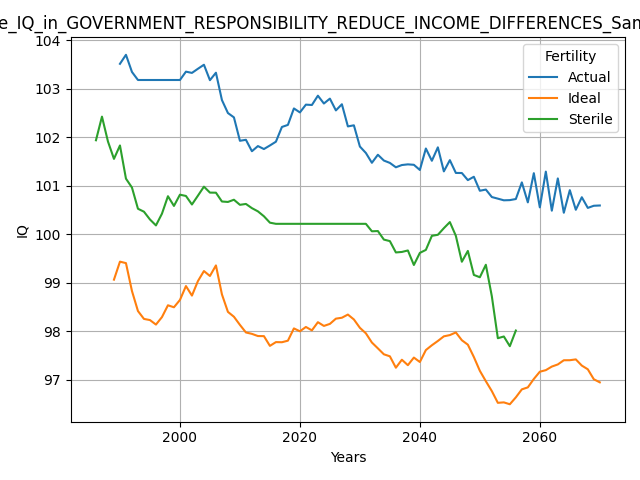 e_IQ_in_GOVERNMENT_RESPONSIBILITY_REDUCE_INCOME_DIFFERENCES_San
104
103
102
101
100
99
98
97
IQ
Fertility
Actual
Ideal
Sterile
2000 2020 2040 2060
Years